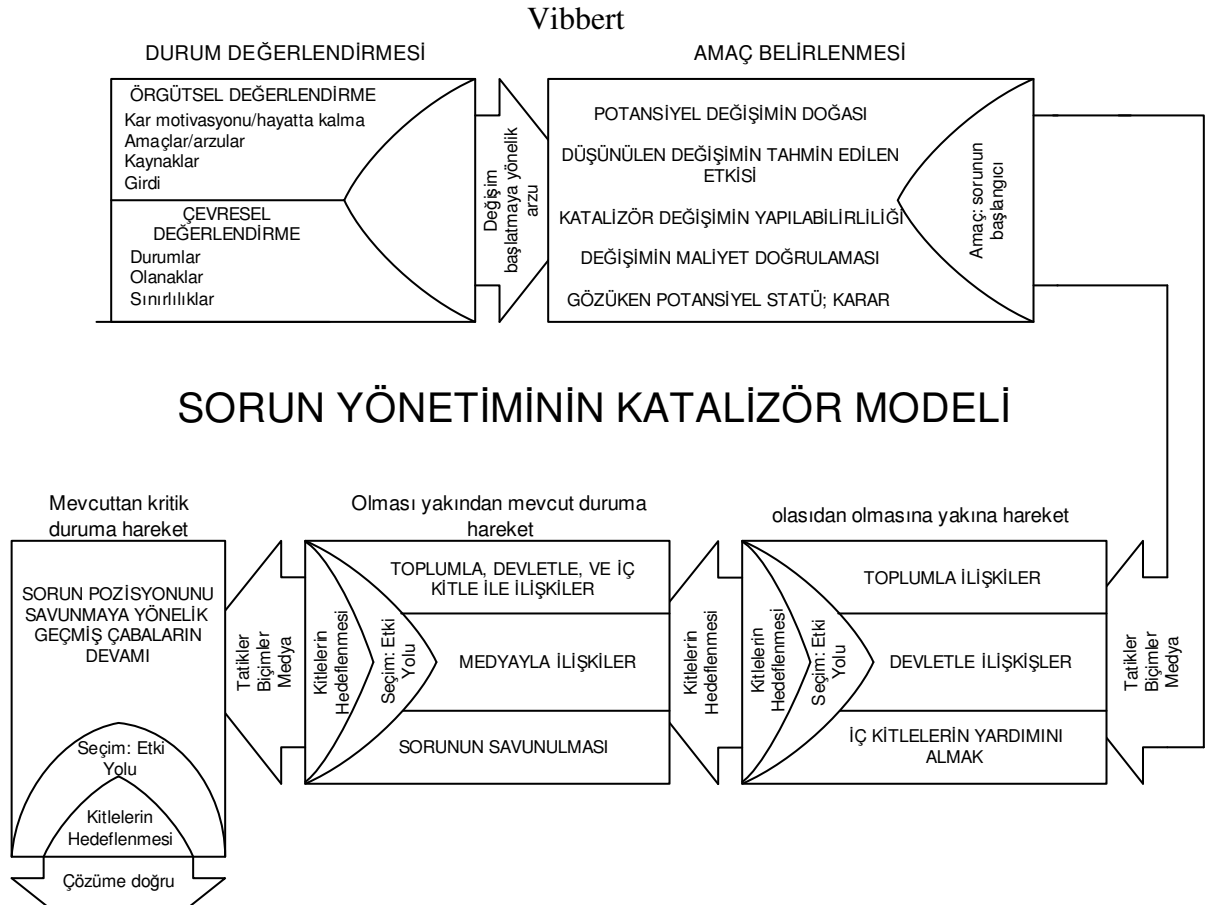 Vibbert
DURUM DEĞERLENDİRMESİ
ÖRGÜTSEL DEĞERLENDİRME
Kar motivasyonu/hayatta kalma
Amaçlar/arzular
Kaynaklar
Girdi
ÇEVRESEL
DEĞERLENDİRME
Durumlar
Olanaklar
Sınırlılıklar
Değişim
başlatmaya yönelik
arzu
AMAÇ BELİRLENMESİ
POTANSİYEL DEĞİŞİMİN DOĞASI
DÜŞÜNÜLEN DEĞİŞİMİN TAHMİN EDİLEN
ETKİSİ
KATALİZÖR DEĞİŞİMİN YAPILABİLİRLİLİĞİ
DEĞİŞİMİN MALİYET DOĞRULAMASI
GÖZÜKEN POTANSİYEL STATÜ; KARAR
Amaç: sorunun
başlangıcı
SORUN YÖNETİMİNİN KATALİZÖR MODELİ
olasıdan olmasına yakına hareket
Tatikler
Biçimler
Medya
TOPLUMLA İLİŞKİLER
DEVLETLE İLİŞKİŞLER
İÇ KİTLELERİN YARDIMINI
ALMAK
Seçim: Etki
Yolu
Kitlelerin
Hedeflenmesi
Kitlelerin
Hedeflenmesi
Olması yakından mevcut duruma
hareket
TOPLUMLA, DEVLETLE, VE İÇ
KİTLE İLE İLİŞKİLER
MEDYAYLA İLİŞKİLER
SORUNUN SAVUNULMASI
Seçim: Etki
Yolu
Kitlelerin
Hedeflenmesi
Tatikler
Biçimler
Medya
Mevcuttan kritik
duruma hareket
SORUN POZİSYONUNU
SAVUNMAYA YÖNELİK
GEÇMİŞ ÇABALARIN
DEVAMI
Seçim: Etki
Yolu
Kitlelerin
Hedeflenmesi
Çözüme doğru